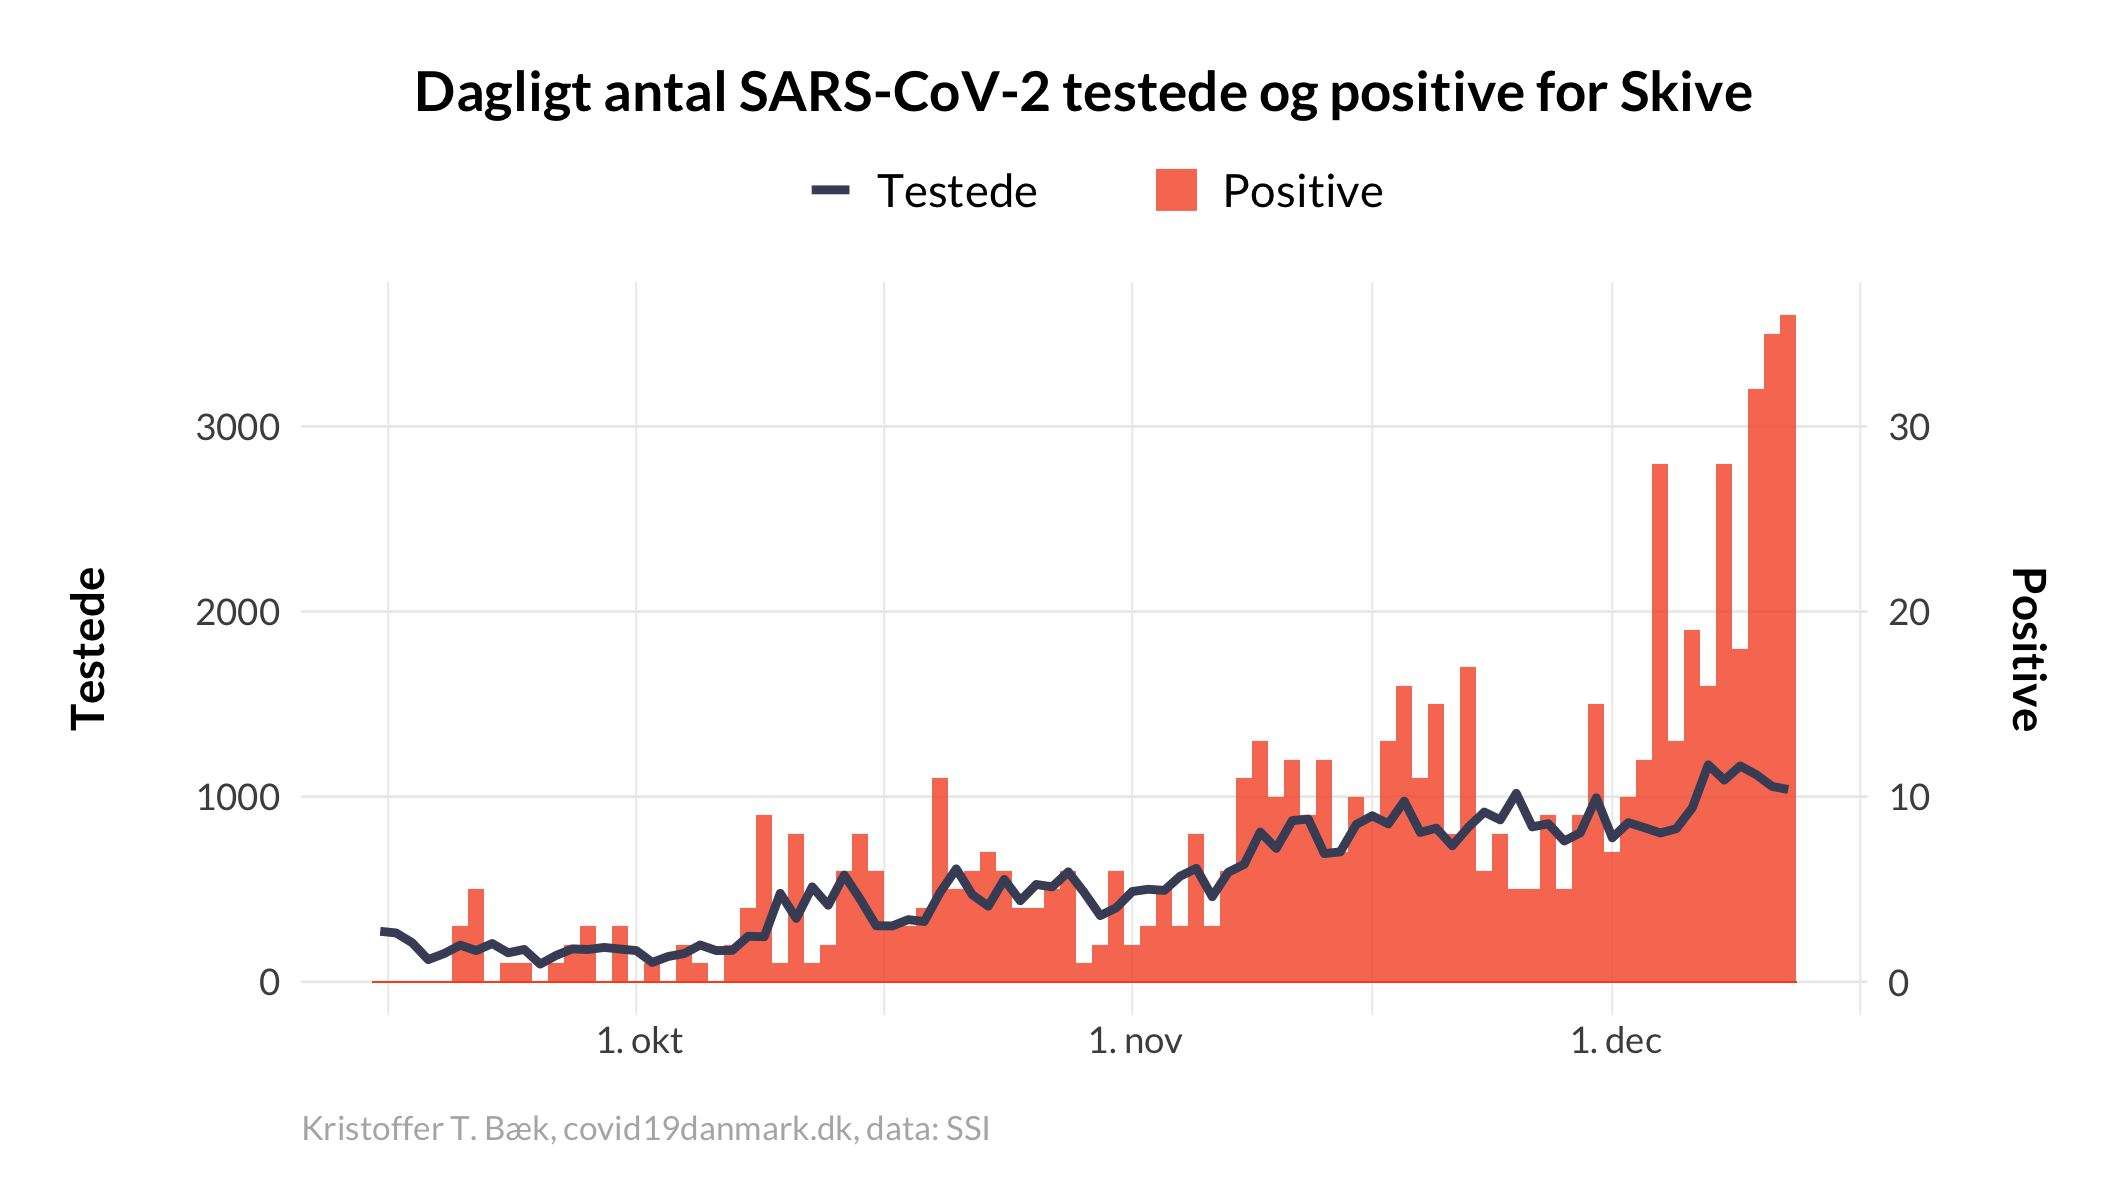 Dagligt antal SARS-CoV-2 testede og positive for Skive
Testede
Positive
3000
2000
1000
0
30
20
10
0
Testede
Positive
1. okt
1. nov
1. dec
Kristoffer T. Bæk, covid19danmark.dk, data: SSI